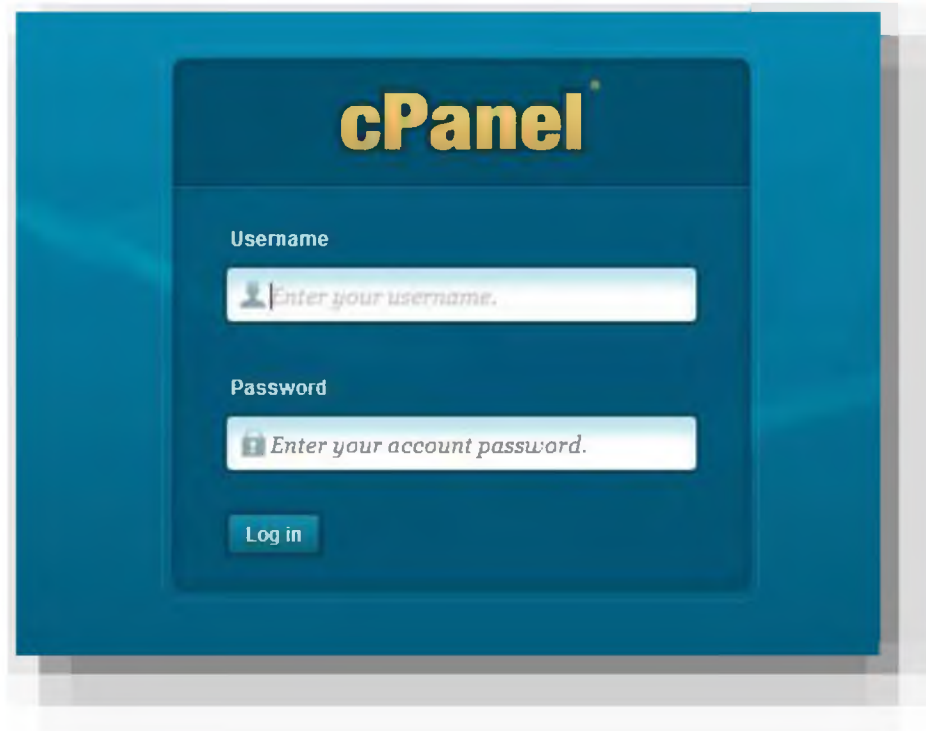 cPanel
Username
Enter your username.
Password
Enter your account password.
Log in